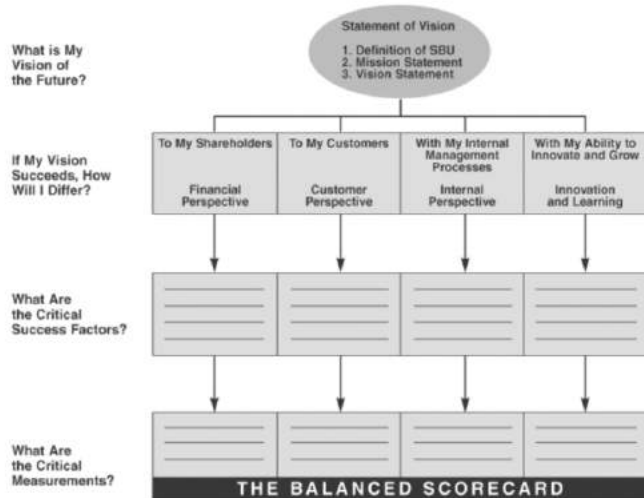 Statement of Vision
1. Definition of SBU
2. Mission Statement
3. Vision Statement
What is My
Vision of
the Future?
If My Vision
Succeeds, How
Will I Differ?
To My Shareholders
Financial
Perspective
To My Customers
Customer
Perspective
With My Internal
Management
Processes
Internal
Perspective
With My Ability to
Innovate and Grow
Innovation
and Learning
What Are
the Critical
Success Factors?
What Are
the Critical
Measurements?
THE BALANCED SCORECARD